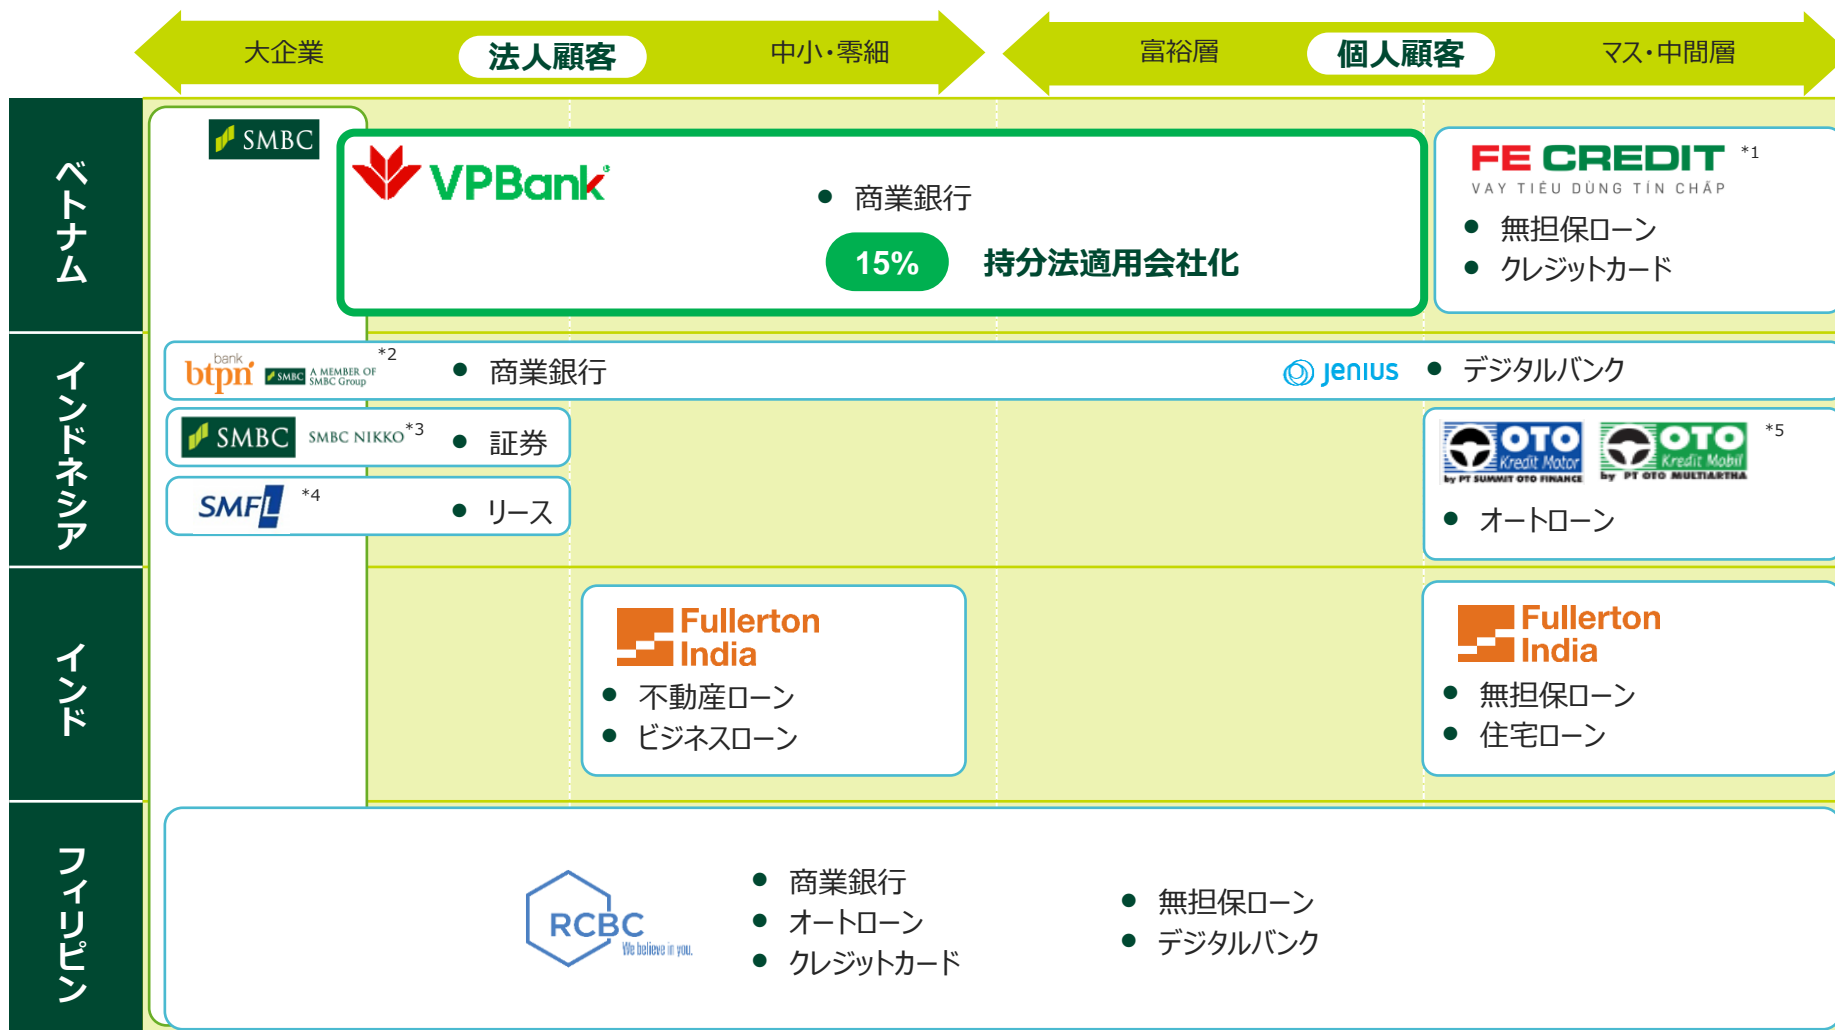 大企業
法人顧客
中小・零細
富裕層
個人顧客
マス・中間層
ベトナム
SMBC
VPBank
● 商業銀行
15%
持分法適用会社化
FE CREDIT *1
VAY TIÊU DÙNG TÍN CHẤP
● 無担保ローン
● クレジットカード
インドネシア
bank
btpn SMBC A MEMBER OF
SMBC Group
*2
● 商業銀行
Jenius
● デジタルバンク
SMBC SMBC NIKKO *3
● 証券
SMFL *4
● リース
OTO
Kredit Motor
by PT SUMMIT OTO FINANCE
OTO
Kredit Mobil
by PT OTO MULTIARTHA
*5
● オートローン
インド
Fullerton
India
● 不動産ローン
● ビジネスローン
Fullerton
India
● 無担保ローン
● 住宅ローン
フィリピン
RCBC
We believe in you.
● 商業銀行
● オートローン
● クレジットカード
● 無担保ローン
● デジタルバンク